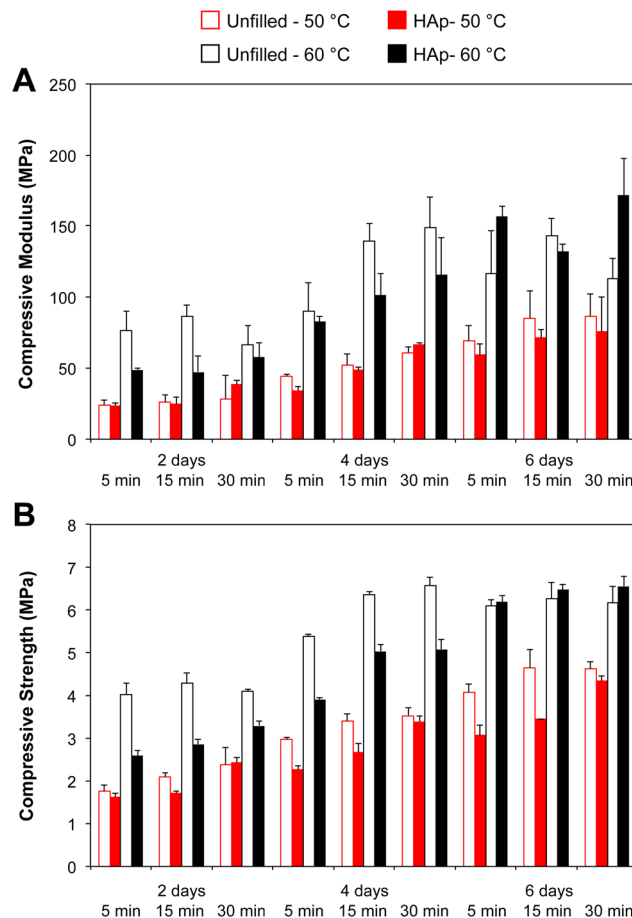 Unfilled - 50 °C HAp- 50 °C
Unfilled - 60 °C HAp- 60 °C
A
Compressive Modulus (MPa)
250
200
150
100
50
0
2 days 4 days 6 days
5 min 15 min 30 min 5 min 15 min 30 min 5 min 15 min 30 min
B
Compressive Strength (MPa)
8
7
6
5
4
3
2
1
0
2 days 4 days 6 days
5 min 15 min 30 min 5 min 15 min 30 min 5 min 15 min 30 min